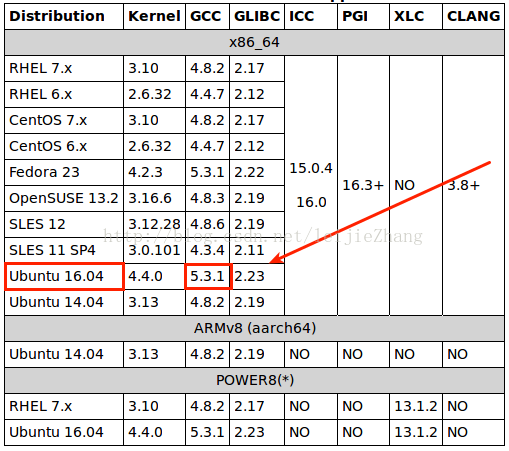 Distribution Kernel GCC GLIBC ICC PGI XLC CLANG
x86_64
RHEL 7.x 3.10 4.8.2 2.17
RHEL 6.x 2.6.32 4.4.7 2.12
CentOS 7.x 3.10 4.8.2 2.17
CentOS 6.x 2.6.32 4.4.7 2.12
Fedora 23 4.2.3 5.3.1 2.22
15.0.4
OpenSUSE 13.2 3.16.6 4.8.3 2.19
16.3+ NO 3.8+
16.0
SLES 12 3.12.28 4.8.6 2.19
SLES 11 SP4 3.0.101 4.3.4 2.11
Ubuntu 16.04 4.4.0 5.3.1 2.23
Ubuntu 14.04 3.13 4.8.2 2.19
ARMv8 (aarch64)
Ubuntu 14.04 3.13 4.8.2 2.19 NO NO NO NO
POWER8(*)
RHEL 7.x 3.10 4.8.2 2.17 NO NO 13.1.2 NO
Ubuntu 16.04 4.4.0 5.3.1 2.23 NO NO 13.1.2 NO